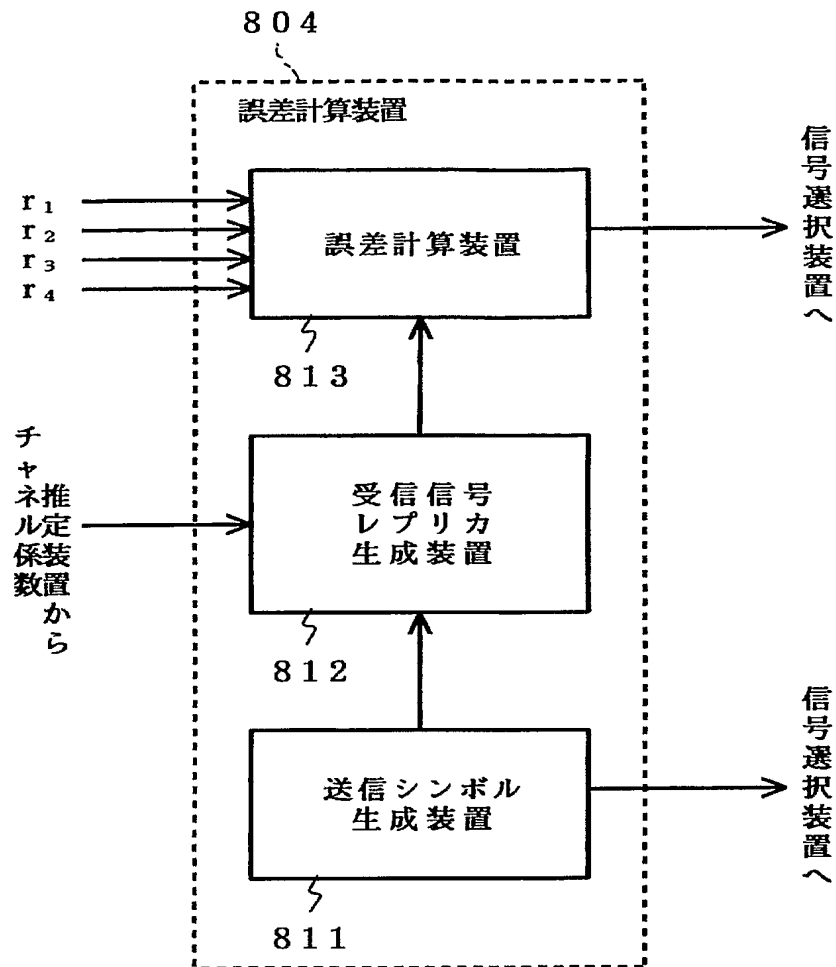 804
誤差計算装置
r₁
r₂
r₃
r₄
誤差計算装置
信号選択装置へ
813
チャネル係数
推定装置から
受信信号
レプリカ
生成装置
812
送信シンボル
生成装置
信号選択装置へ
811